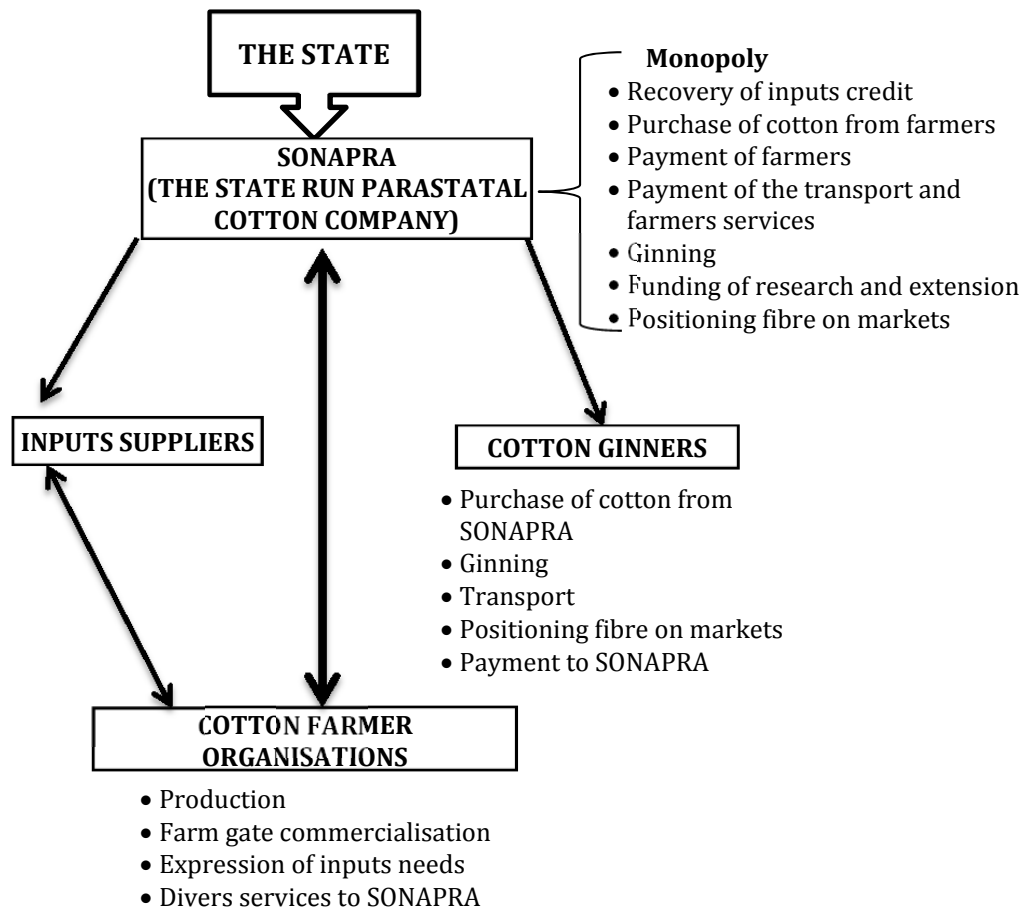 THE STATE
Monopoly
• Recovery of inputs credit
• Purchase of cotton from farmers
• Payment of farmers
• Payment of the transport and
farmers services
• Ginning
• Funding of research and extension
• Positioning fibre on markets
SONAPRA
(THE STATE RUN PARASTATAL
COTTON COMPANY)
INPUTS SUPPLIERS
COTTON GINNERS
• Purchase of cotton from
SONAPRA
• Ginning
• Transport
• Positioning fibre on markets
• Payment to SONAPRA
COTTON FARMER
ORGANISATIONS
• Production
• Farm gate commercialisation
• Expression of inputs needs
• Divers services to SONAPRA